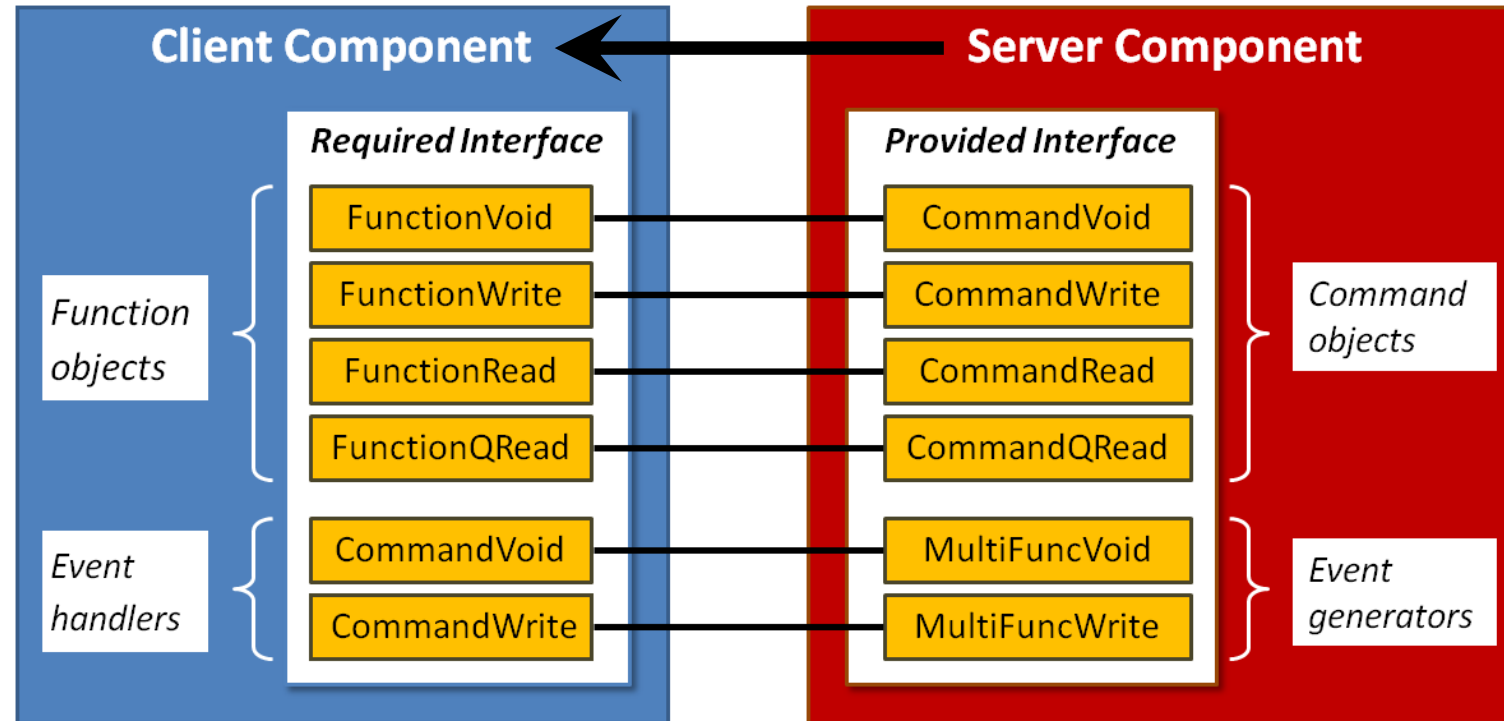 Client Component
Server Component
Required Interface
Provided Interface
FunctionVoid
CommandVoid
FunctionWrite
CommandWrite
Function
objects
Command
objects
FunctionRead
CommandRead
FunctionQRead
CommandQRead
CommandVoid
MultiFuncVoid
Event
handlers
Event
generators
CommandWrite
MultiFuncWrite